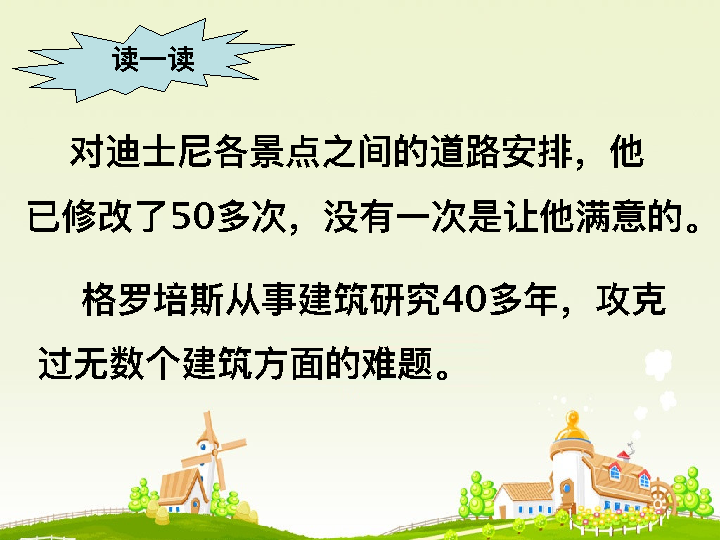 读一读
对迪士尼各景点之间的道路安排，他
已修改了50多次，没有一次是让他满意的。
格罗培斯从事建筑研究40多年，攻克
过无数个建筑方面的难题。